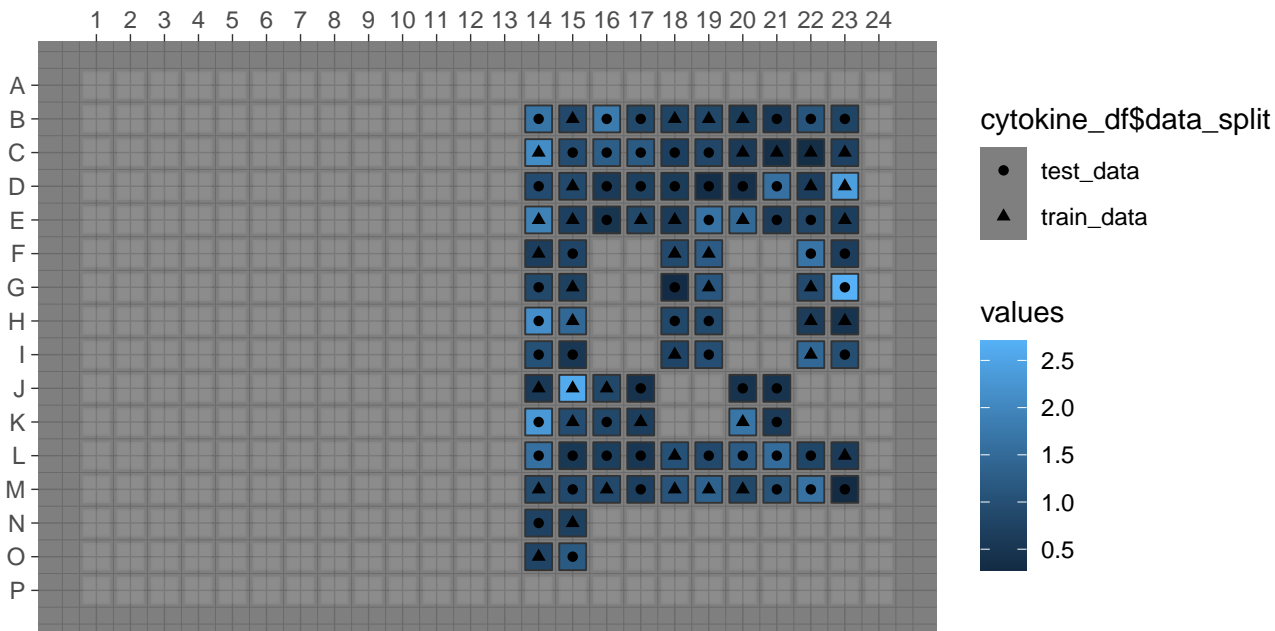 1 2 3 4 5 6 7 8 9 10 11 12 13 14 15 16 17 18 19 20 21 22 23 24
A
B
C
D
E
F
G
H
I
J
K
L
M
N
O
P
cytokine_df$data_split
test_data
train_data
values
2.5
2.0
1.5
1.0
0.5